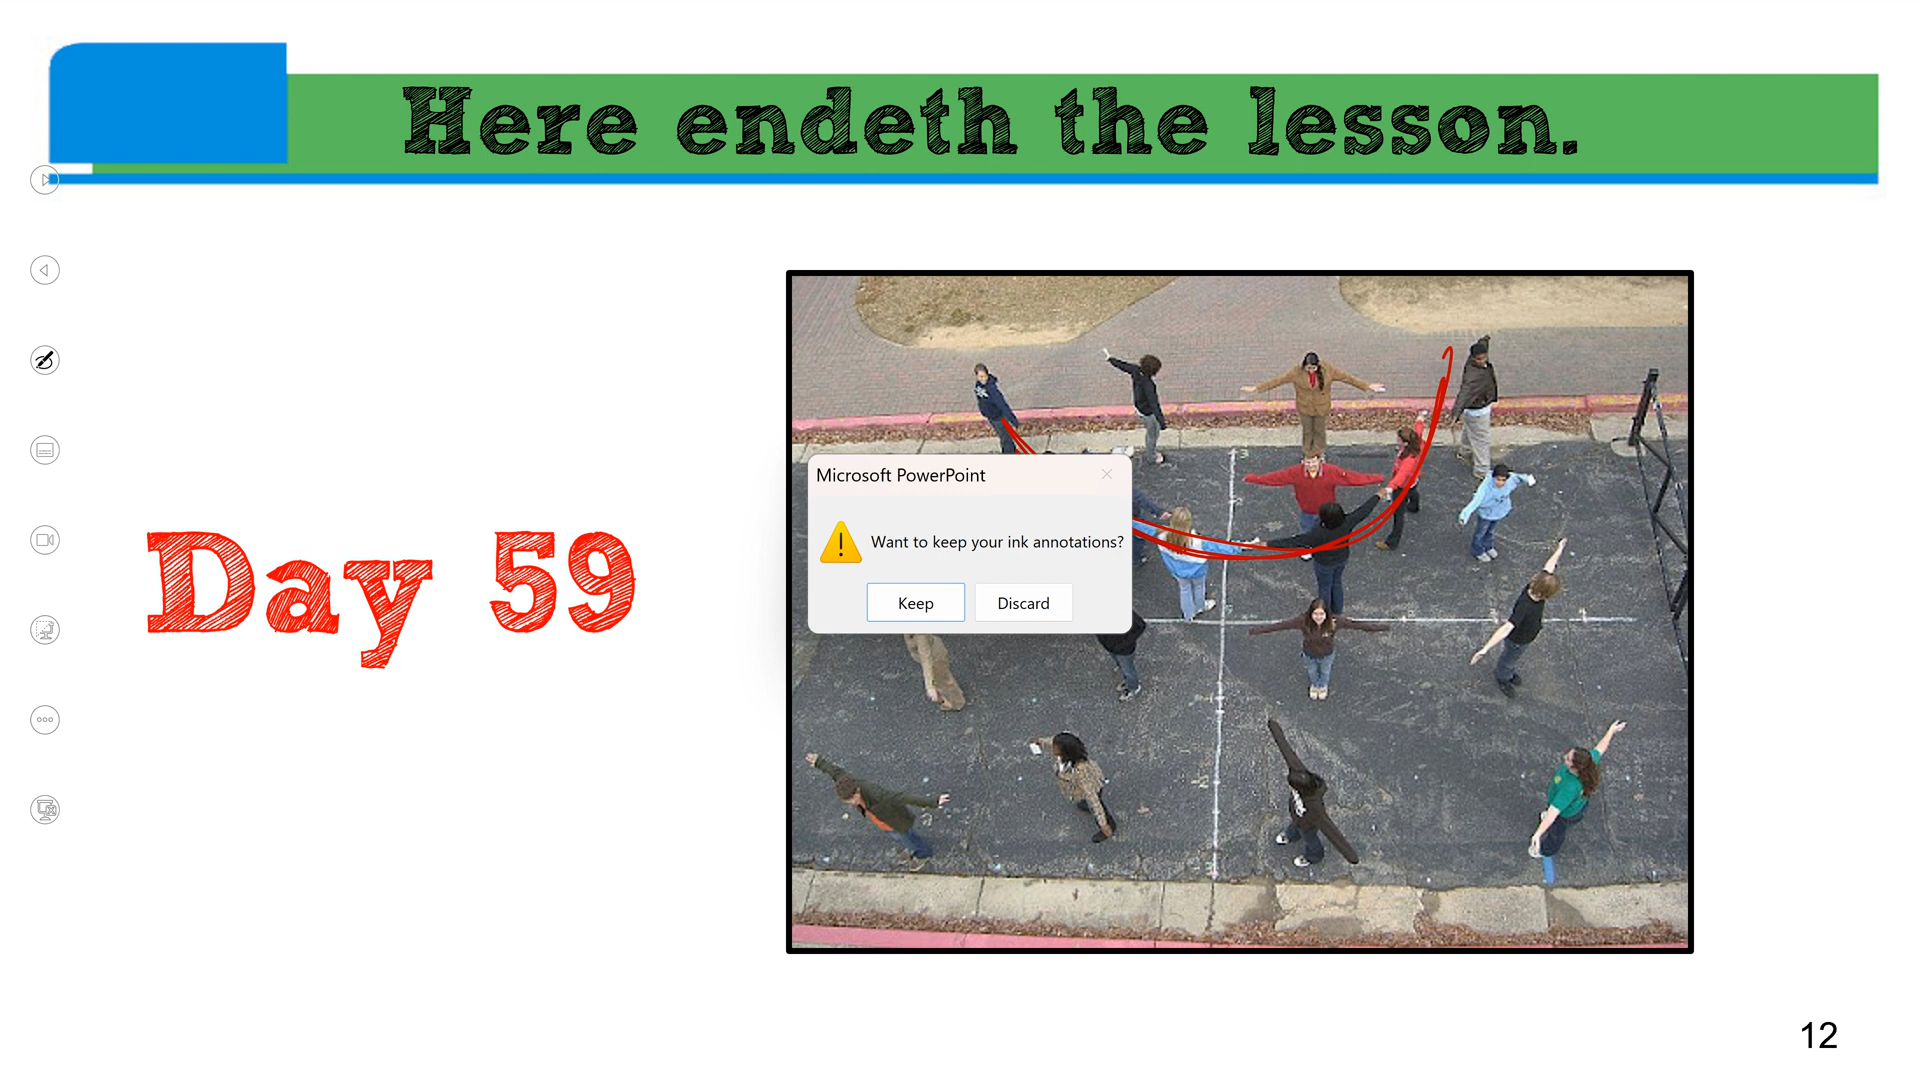 Here endeth the lesson.
Day 59
Microsoft PowerPoint
Want to keep your ink annotations?
Keep
Discard
12